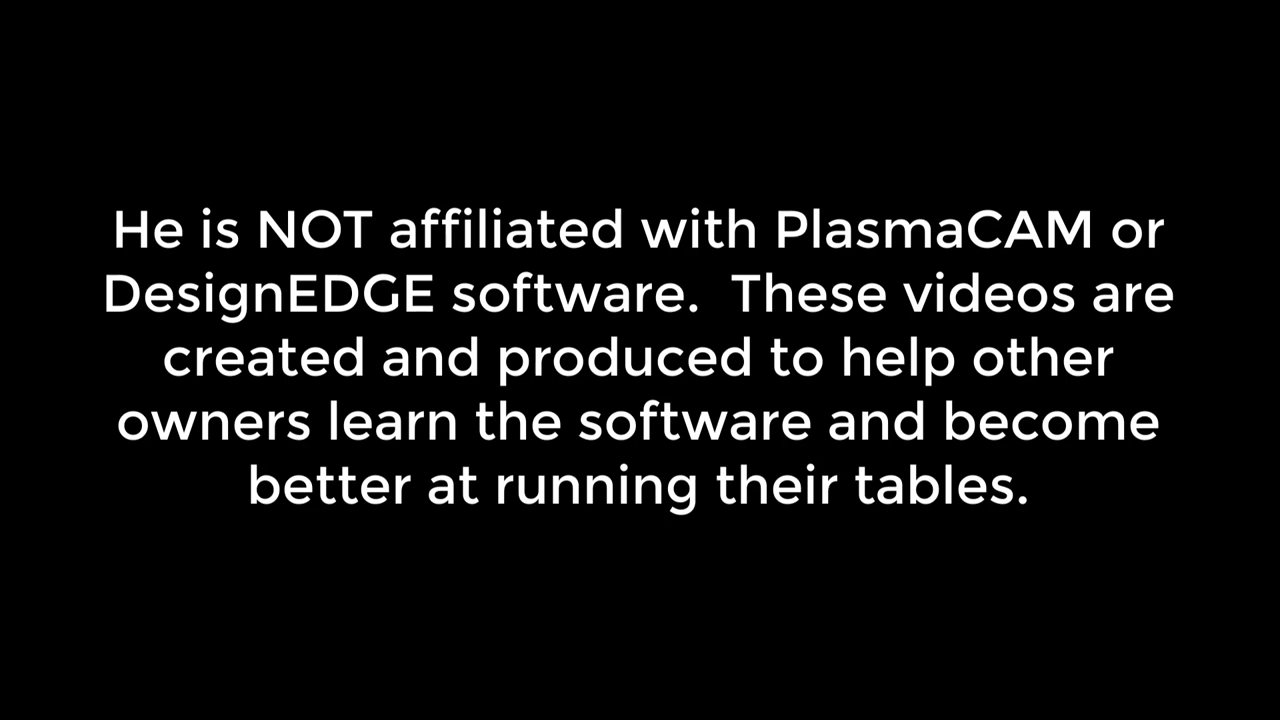 He is NOT affiliated with PlasmaCAM or
DesignEDGE software.  These videos are
created and produced to help other
owners learn the software and become
better at running their tables.